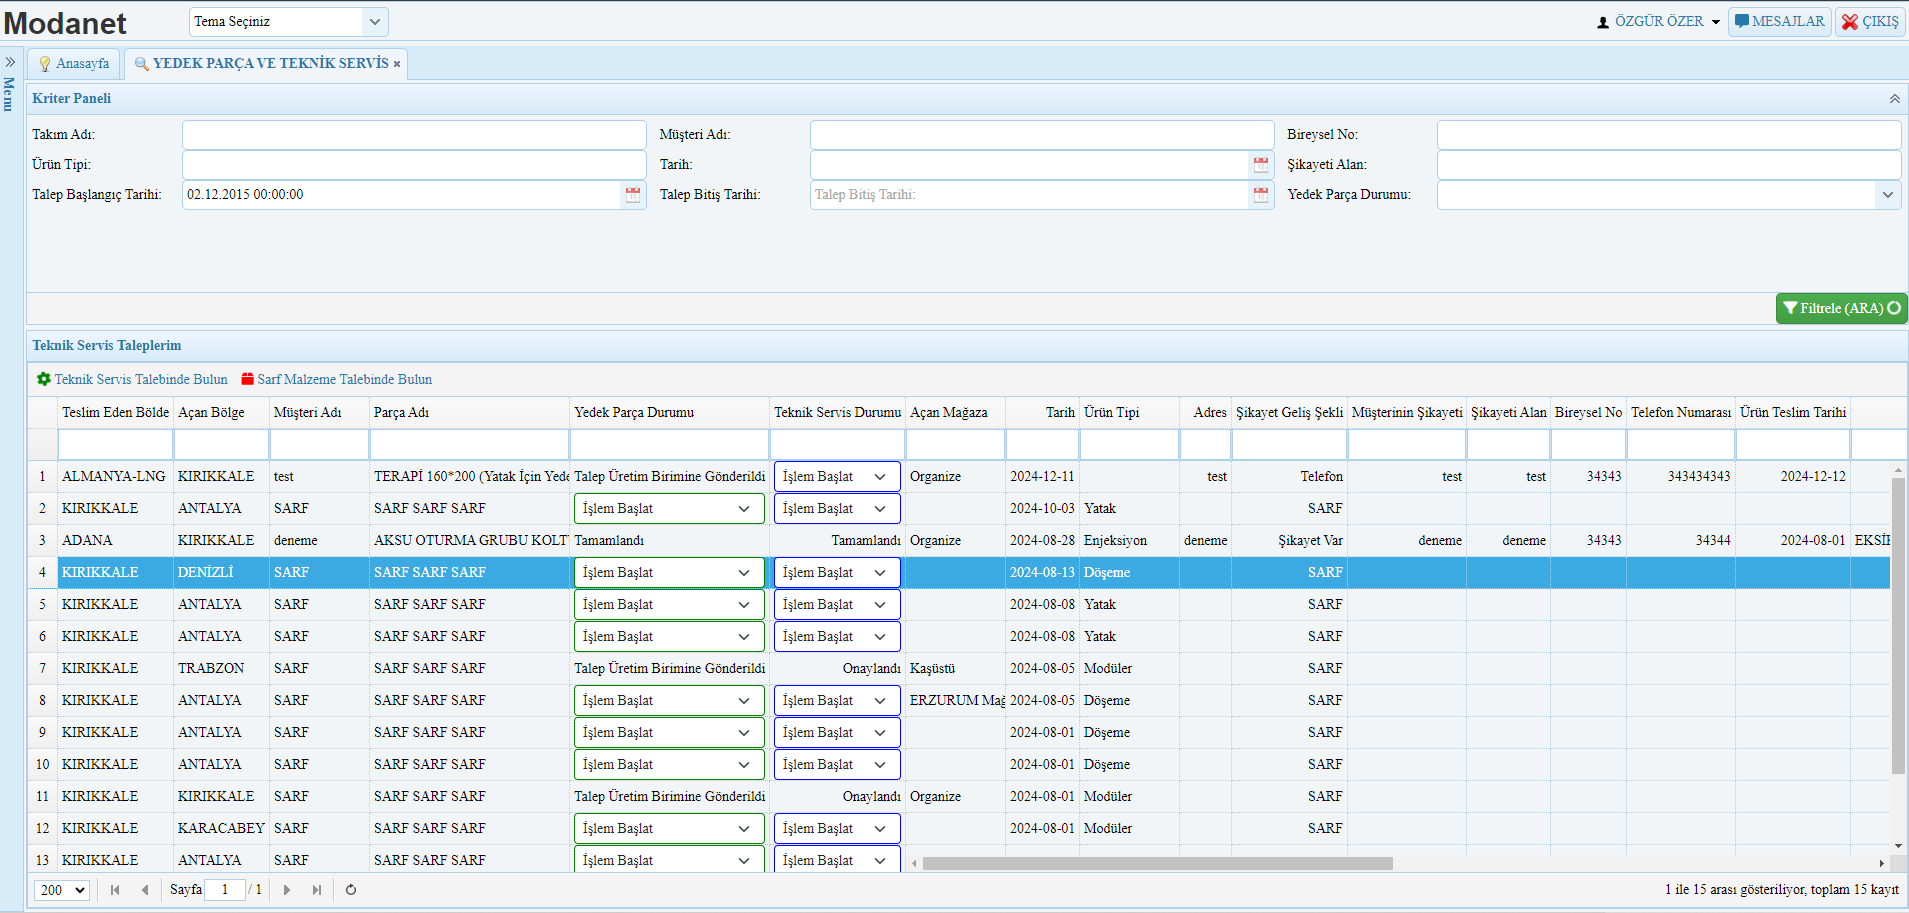 Modanet Tema Seçiniz ÖZGÜR ÖZER MESAJLAR ÇIKIŞ
Menu
Anasayfa YEDEK PARÇA VE TEKNİK SERVİS
Kriter Paneli
Takım Adı: Müşteri Adı: Bireysel No:
Ürün Tipi: Tarih: Şikayeti Alan:
Talep Başlangıç Tarihi: 02.12.2015 00:00:00 Talep Bitiş Tarihi: Talep Bitiş Tarihi: Yedek Parça Durumu:
Filtrele (ARA)
Teknik Servis Taleplerim
Teknik Servis Talebinde Bulun Sarf Malzeme Talebinde Bulun
Teslim Eden Bölde Açan Bölge Müşteri Adı Parça Adı Yedek Parça Durumu Teknik Servis Durumu Açan Mağaza Tarih Ürün Tipi Adres Şikayet Geliş Şekli Müşterinin Şikayeti Şikayeti Alan Bireysel No Telefon Numarası Ürün Teslim Tarihi
1 ALMANYA-LNG KIRIKKALE test TERAPİ 160*200 (Yatak İçin Yede Talep Üretim Birimine Gönderildi İşlem Başlat Organize 2024-12-11 test Telefon test test 34343 343434343 2024-12-12
2 KIRIKKALE ANTALYA SARF SARF SARF SARF İşlem Başlat İşlem Başlat 2024-10-03 Yatak SARF
3 ADANA KIRIKKALE deneme AKSU OTURMA GRUBU KOLT Tamamlandı Tamamlandı Organize 2024-08-28 Enjeksiyon deneme Şikayet Var deneme deneme 34343 34344 2024-08-01 EKSİK
4 KIRIKKALE DENİZLİ SARF SARF SARF SARF İşlem Başlat İşlem Başlat 2024-08-13 Döşeme SARF
5 KIRIKKALE ANTALYA SARF SARF SARF SARF İşlem Başlat İşlem Başlat 2024-08-08 Yatak SARF
6 KIRIKKALE ANTALYA SARF SARF SARF SARF İşlem Başlat İşlem Başlat 2024-08-08 Yatak SARF
7 KIRIKKALE TRABZON SARF SARF SARF SARF Talep Üretim Birimine Gönderildi Onaylandı Kaşüstü 2024-08-05 Modüler SARF
8 KIRIKKALE ANTALYA SARF SARF SARF SARF İşlem Başlat İşlem Başlat ERZURUM Mağ 2024-08-05 Döşeme SARF
9 KIRIKKALE ANTALYA SARF SARF SARF SARF İşlem Başlat İşlem Başlat 2024-08-01 Döşeme SARF
10 KIRIKKALE ANTALYA SARF SARF SARF SARF İşlem Başlat İşlem Başlat 2024-08-01 Döşeme SARF
11 KIRIKKALE KIRIKKALE SARF SARF SARF SARF Talep Üretim Birimine Gönderildi Onaylandı Organize 2024-08-01 Modüler SARF
12 KIRIKKALE KARACABEY SARF SARF SARF SARF İşlem Başlat İşlem Başlat 2024-08-01 Modüler SARF
13 KIRIKKALE ANTALYA SARF SARF SARF SARF İşlem Başlat İşlem Başlat
200 Sayfa 1 / 1 1 ile 15 arası gösteriliyor, toplam 15 kayıt